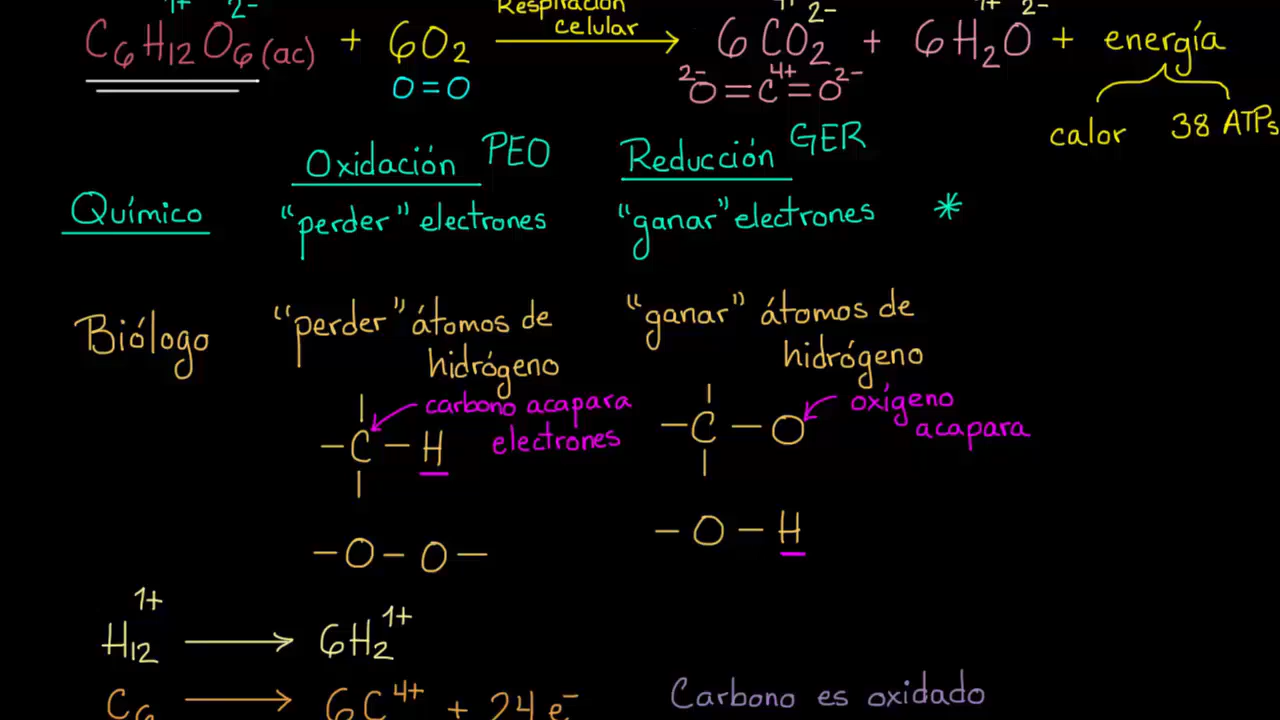 1+ 2- Respiración 4+ 2- 1+ 2-
C6H12O6 (ac) + 6O2 celular 6CO2 + 6H2O + energía
O=O 2- O=C=O 4+ 2-
calor 38 ATPs
Oxidación PEO Reducción GER
Químico "perder" electrones "ganar" electrones *
Biólogo "perder" átomos de hidrógeno "ganar" átomos de hidrógeno
carbono acapara electrones
oxígeno acapara
C - H
C - O
- O - O -
- O - H
H12 1+ → 6H2 1+
C6 → 6C4+ + 24e-
Carbono es oxidado